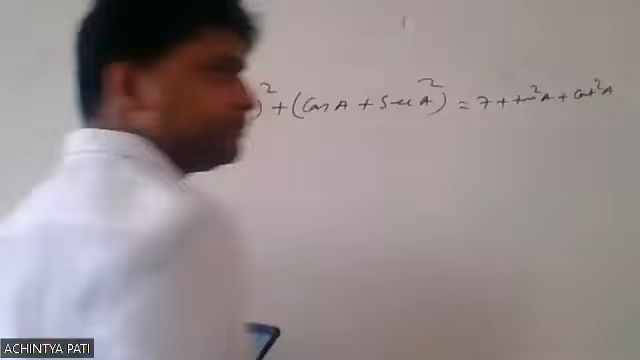 )² + (cos A + sec A)² = 7 + tan²A + cot²A
ACHINTYA PATI